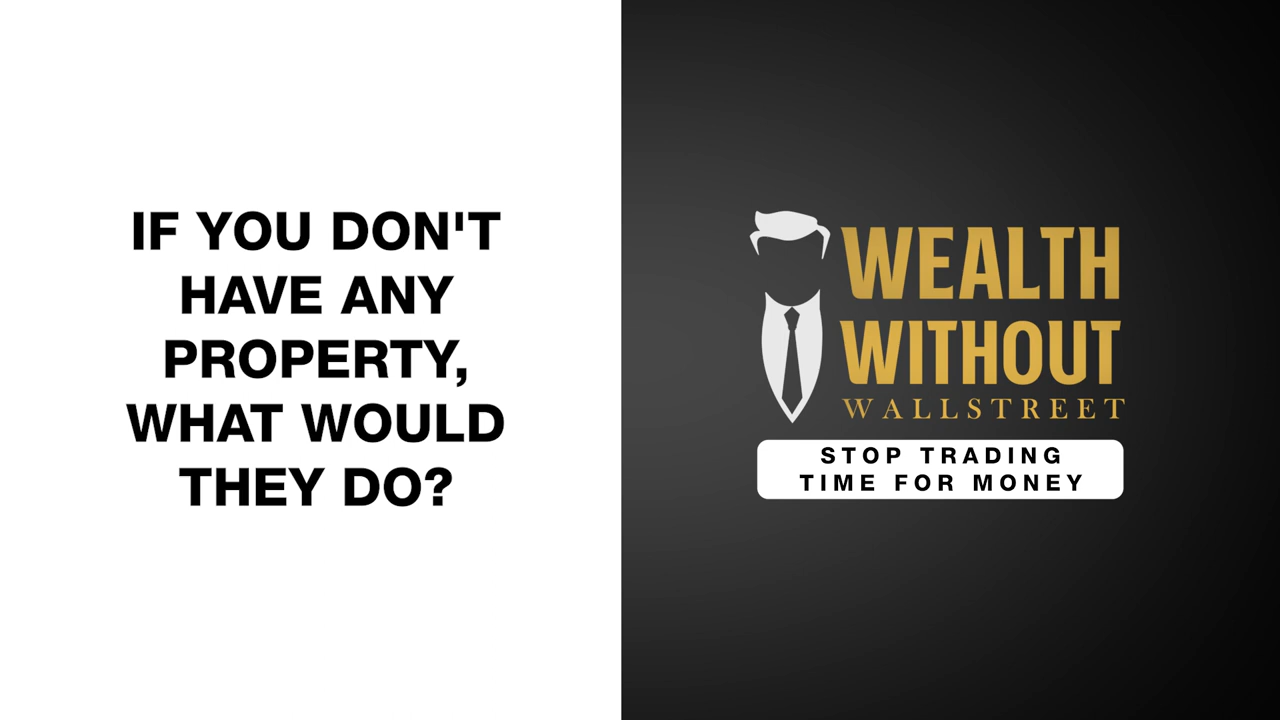 IF YOU DON'T
HAVE ANY
PROPERTY,
WHAT WOULD
THEY DO?
WEALTH
WITHOUT
WALLSTREET
STOP TRADING
TIME FOR MONEY